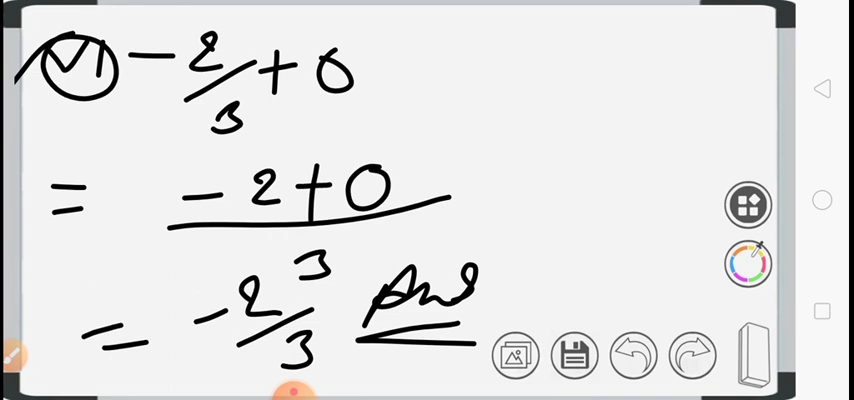 (VI) - 2/3 + 0
= - 2 + 0 / 3
= - 2/3 Ans